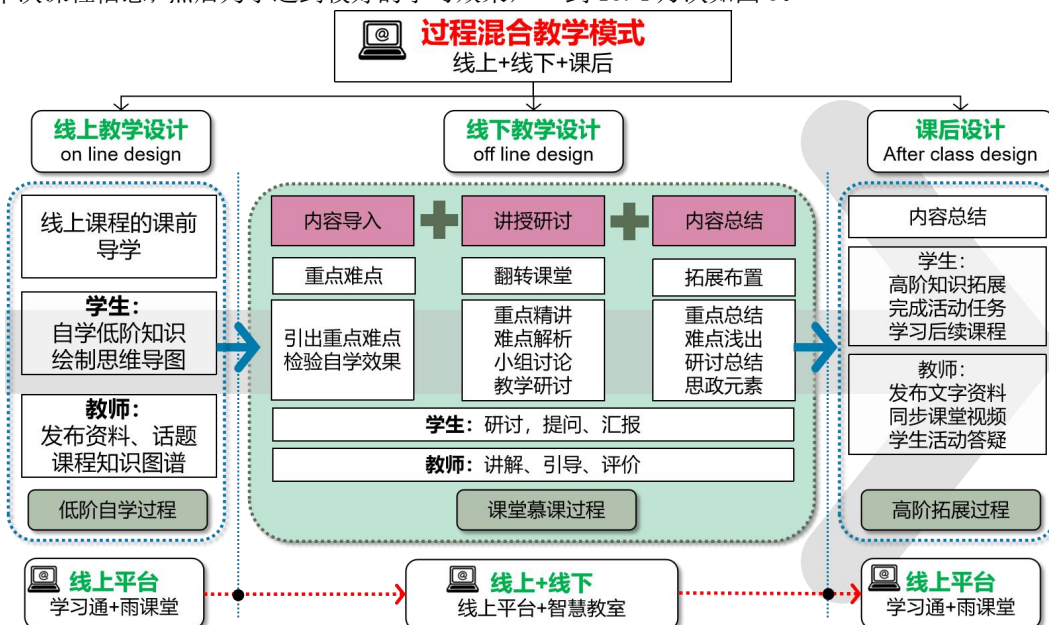 过程混合教学模式
线上+线下+课后
线上教学设计
on line design
线下教学设计
off line design
课后设计
After class design
线上课程的课前
导学
学生：
自学低阶知识
绘制思维导图
教师：
发布资料、话题
课程知识图谱
低阶自学过程
内容导入
讲授研讨
内容总结
重点难点
翻转课堂
拓展布置
引出重点难点
检验自学效果
重点精讲
难点解析
小组讨论
教学研讨
重点总结
难点浅出
研讨总结
思政元素
学生：研讨，提问、汇报
教师：讲解、引导、评价
课堂慕课过程
内容总结
学生：
高阶知识拓展
完成活动任务
学习后续课程
教师：
发布文字资料
同步课堂视频
学生活动答疑
高阶拓展过程
线上平台
学习通+雨课堂
线上+线下
线上平台+智慧教室
线上平台
学习通+雨课堂